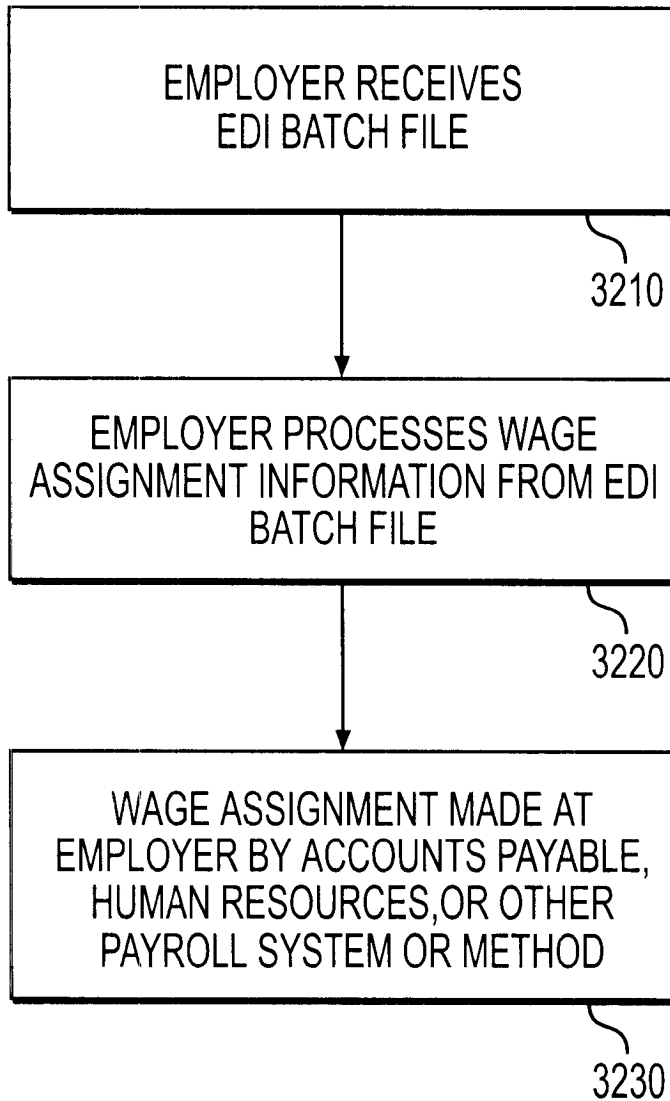 EMPLOYER RECEIVES
EDI BATCH FILE
3210
EMPLOYER PROCESSES WAGE
ASSIGNMENT INFORMATION FROM EDI
BATCH FILE
3220
WAGE ASSIGNMENT MADE AT
EMPLOYER BY ACCOUNTS PAYABLE,
HUMAN RESOURCES,OR OTHER
PAYROLL SYSTEM OR METHOD
3230